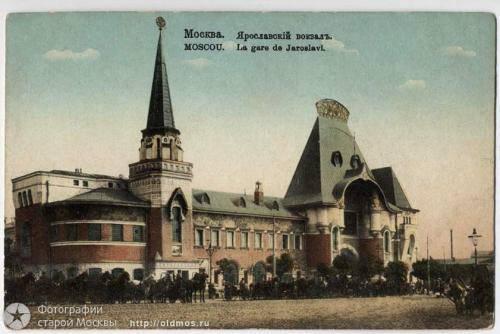 Москва. Ярославскій вокзалъ.
MOSCOU. La gare de Jaroslavl.
Фотографии
старой Москвы http://oldmos.ru